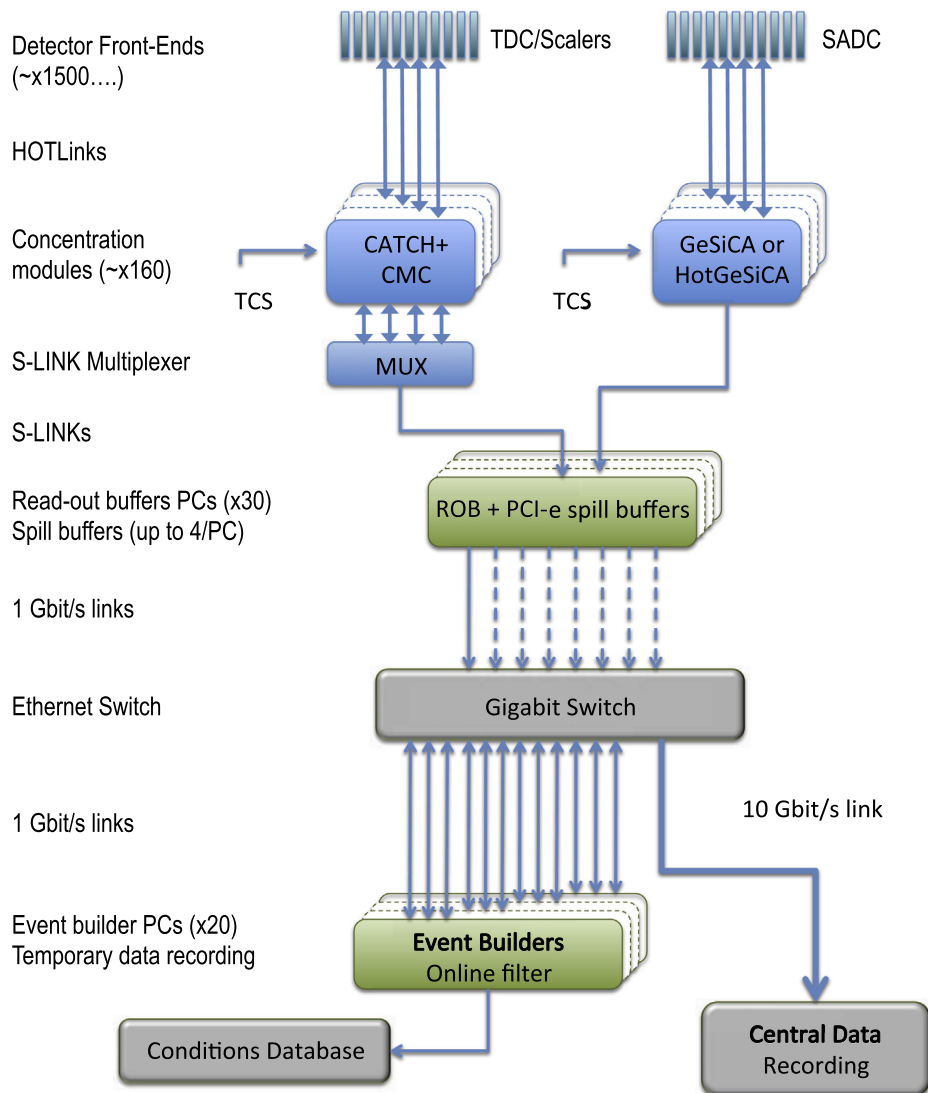 Detector Front-Ends
(~x1500....)
TDC/Scalers
SADC
HOTLinks
Concentration
modules (~x160)
TCS
CATCH+
CMC
TCS
GeSiCA or
HotGeSiCA
S-LINK Multiplexer
MUX
S-LINKs
Read-out buffers PCs (x30)
Spill buffers (up to 4/PC)
ROB + PCI-e spill buffers
1 Gbit/s links
Ethernet Switch
Gigabit Switch
1 Gbit/s links
10 Gbit/s link
Event builder PCs (x20)
Temporary data recording
Event Builders
Online filter
Conditions Database
Central Data
Recording